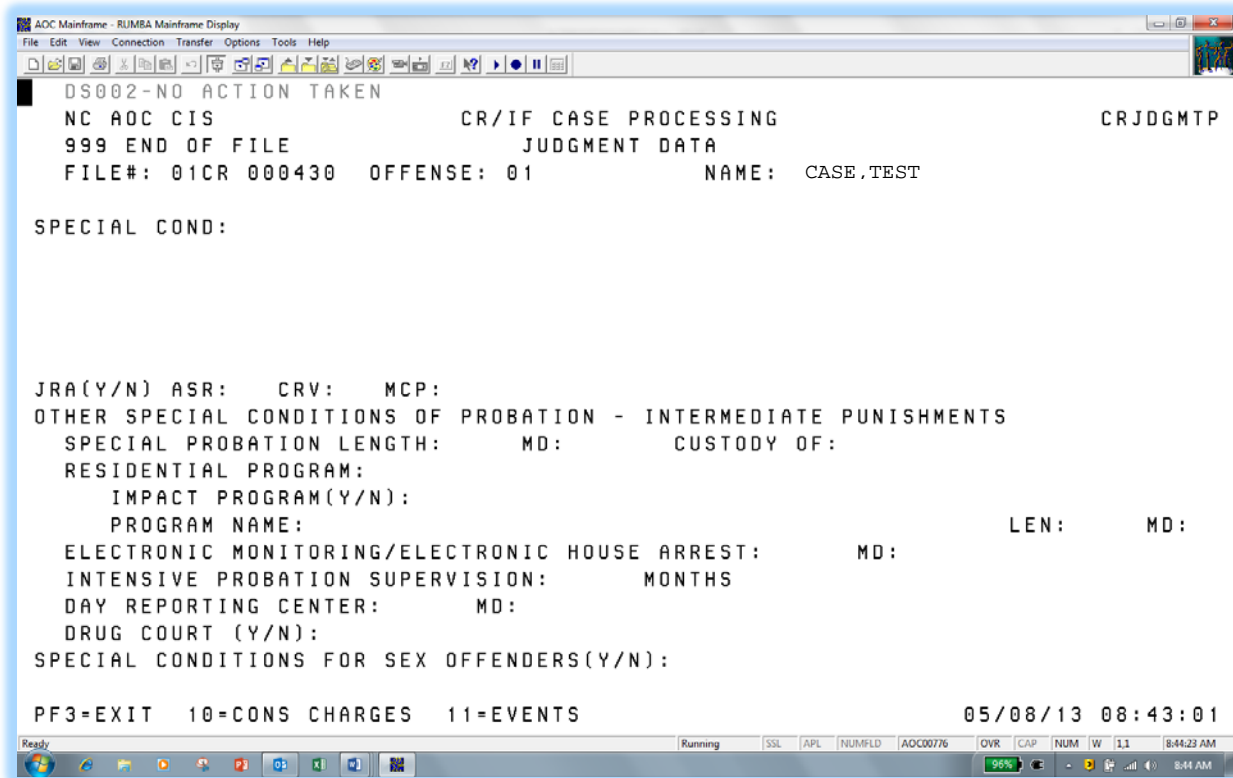 AOC Mainframe - RUMBA Mainframe Display
File Edit View Connection Transfer Options Tools Help
DS002-NO ACTION TAKEN
NC AOC CIS CR/IF CASE PROCESSING CRJDGMTP
999 END OF FILE JUDGMENT DATA
FILE#: 01CR 000430 OFFENSE: 01 NAME: CASE,TEST
SPECIAL COND:
JRA(Y/N) ASR: CRV: MCP:
OTHER SPECIAL CONDITIONS OF PROBATION - INTERMEDIATE PUNISHMENTS
SPECIAL PROBATION LENGTH: MD: CUSTODY OF:
RESIDENTIAL PROGRAM:
IMPACT PROGRAM(Y/N):
PROGRAM NAME: LEN: MD:
ELECTRONIC MONITORING/ELECTRONIC HOUSE ARREST: MD:
INTENSIVE PROBATION SUPERVISION: MONTHS
DAY REPORTING CENTER: MD:
DRUG COURT (Y/N):
SPECIAL CONDITIONS FOR SEX OFFENDERS(Y/N):
PF3=EXIT 10=CONS CHARGES 11=EVENTS 05/08/13 08:43:01
Ready Running SSL APL NUMFLD AOC00776 OVR CAP NUM W 1,1 8:44:23 AM
96% 8:44 AM